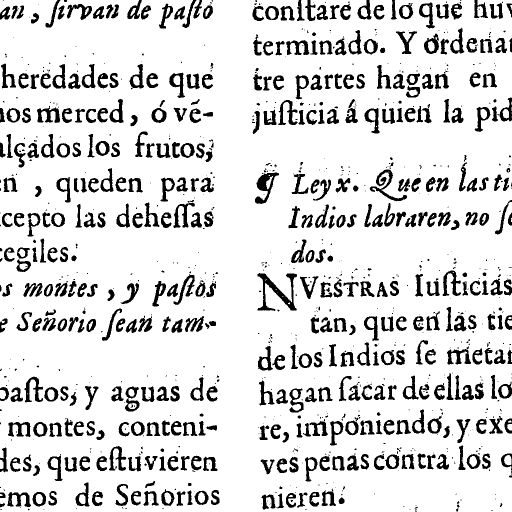 an, ſirvan de paſto
heredades de que
nos merced, ó vē-
alçados los frutos,
en, queden para
cepto las deheſſas
cegiles.
os montes, y paſtos
e Señorio ſean tam-
paſtos, y aguas de
montes, conteni-
des, que eſtuvieren
emos de Señorios
conſtare de lo que huv
terminado. Y ordenan
tre partes hagan en
juſticia á quien la pid
¶ Ley x. Que en las ti
Indios labraren, no ſe
dos.
NVESTRAS Iuſticias
tan, que en las tie
de los Indios ſe metan
hagan ſacar de ellas lo
re, imponiendo, y exe
ves penas contra los q
nieren.